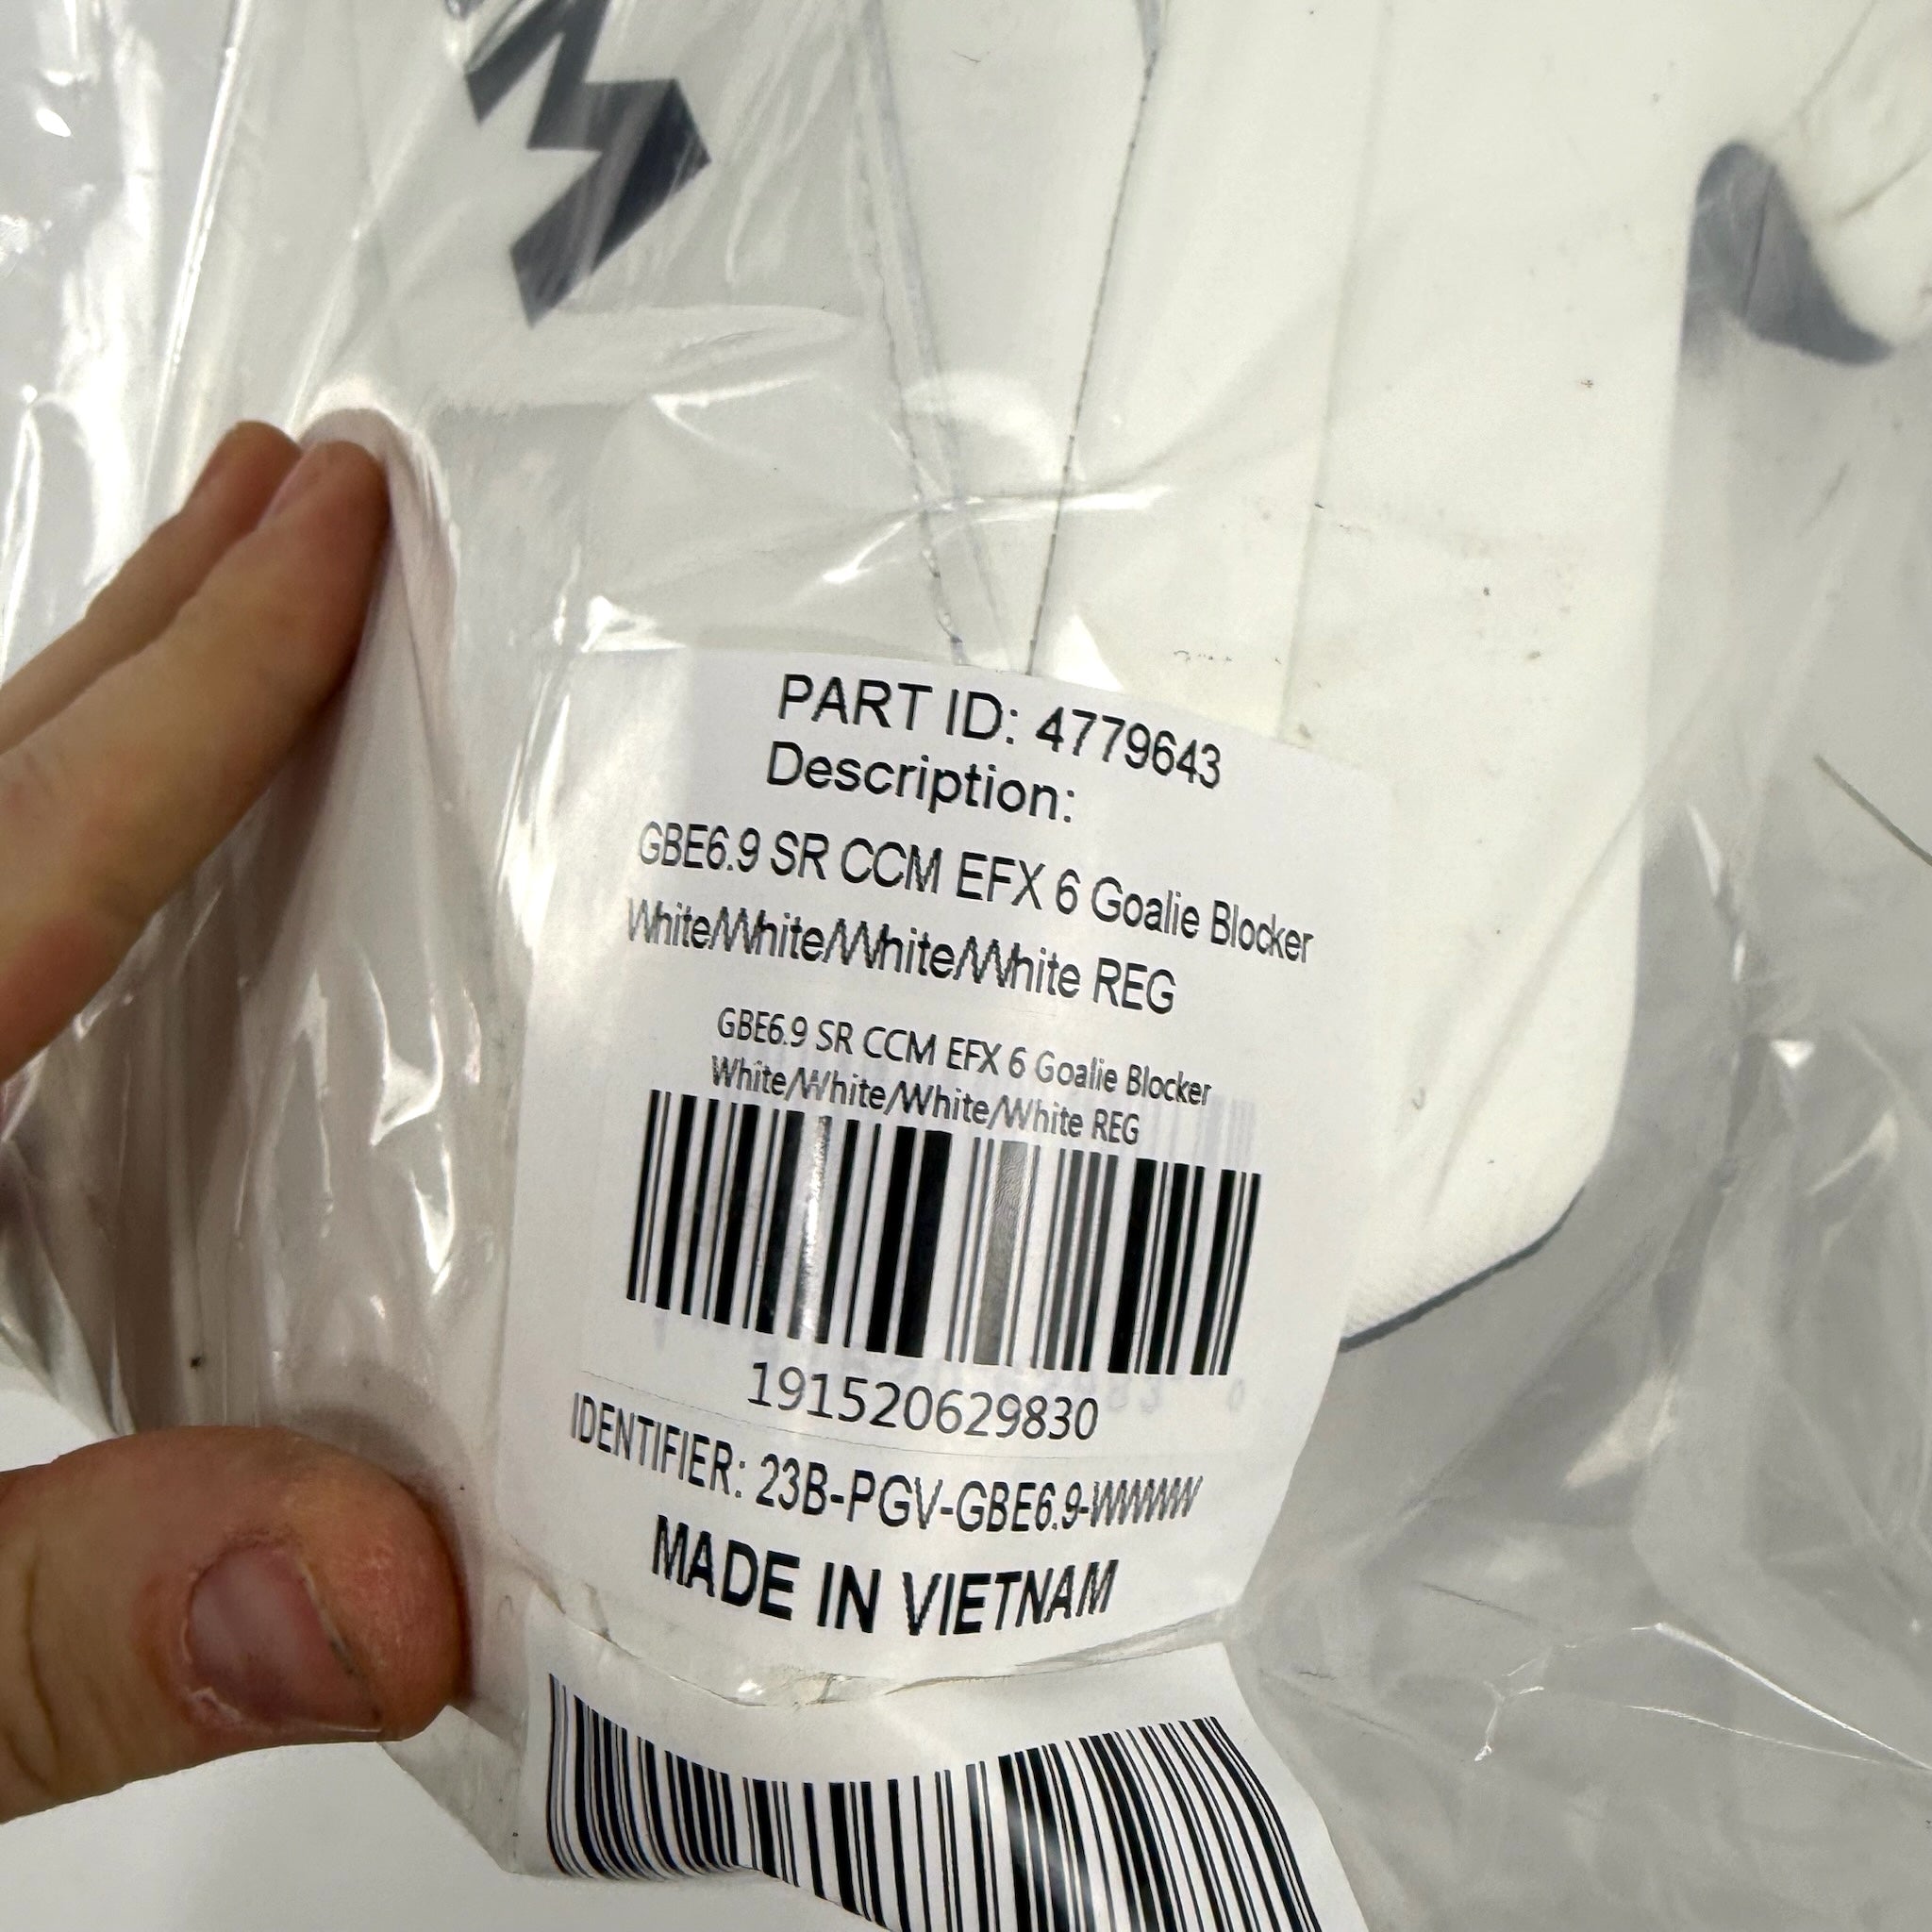 PART ID: 4779643
Description:
GBE6.9 SR CCM EFX 6 Goalie Blocker
White/White/White/White REG
GBE6.9 SR CCM EFX 6 Goalie Blocker
White/White/White/White REG
191520629830
IDENTIFIER: 23B-PGV-GBE6.9-WWWW
MADE IN VIETNAM